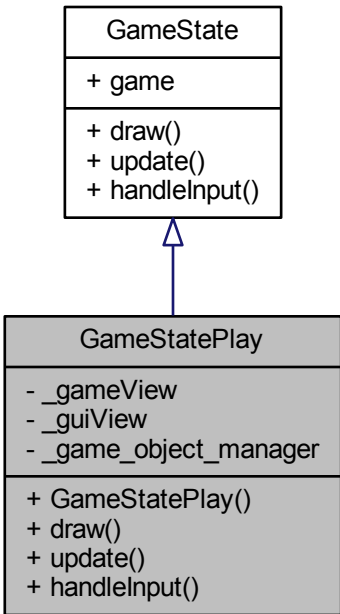 GameState
+ game
+ draw()
+ update()
+ handleInput()
GameStatePlay
- _gameView
- _guiView
- _game_object_manager
+ GameStatePlay()
+ draw()
+ update()
+ handleInput()